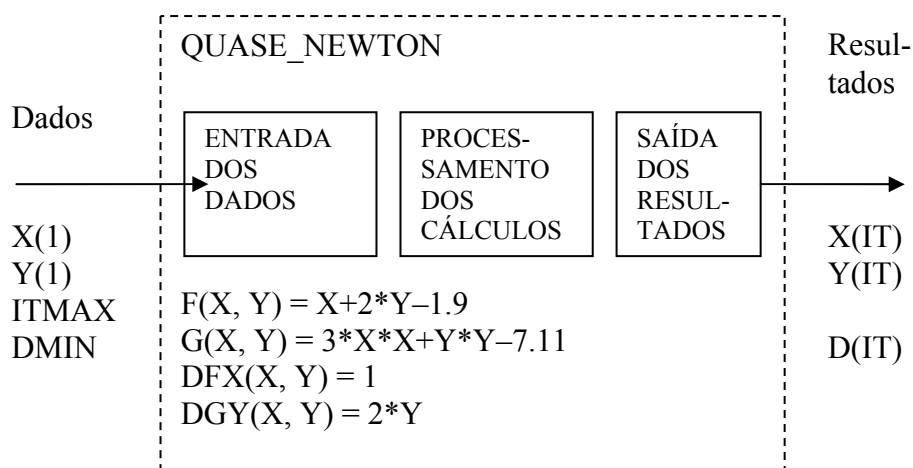 QUASE_NEWTON
Resul-
tados
Dados
ENTRADA
DOS
DADOS
PROCES-
SAMENTO
DOS
CÁLCULOS
SAÍDA
DOS
RESUL-
TADOS
X(1)
Y(1)
ITMAX
DMIN
F(X, Y) = X+2*Y–1.9
G(X, Y) = 3*X*X+Y*Y–7.11
DFX(X, Y) = 1
DGY(X, Y) = 2*Y
X(IT)
Y(IT)
D(IT)